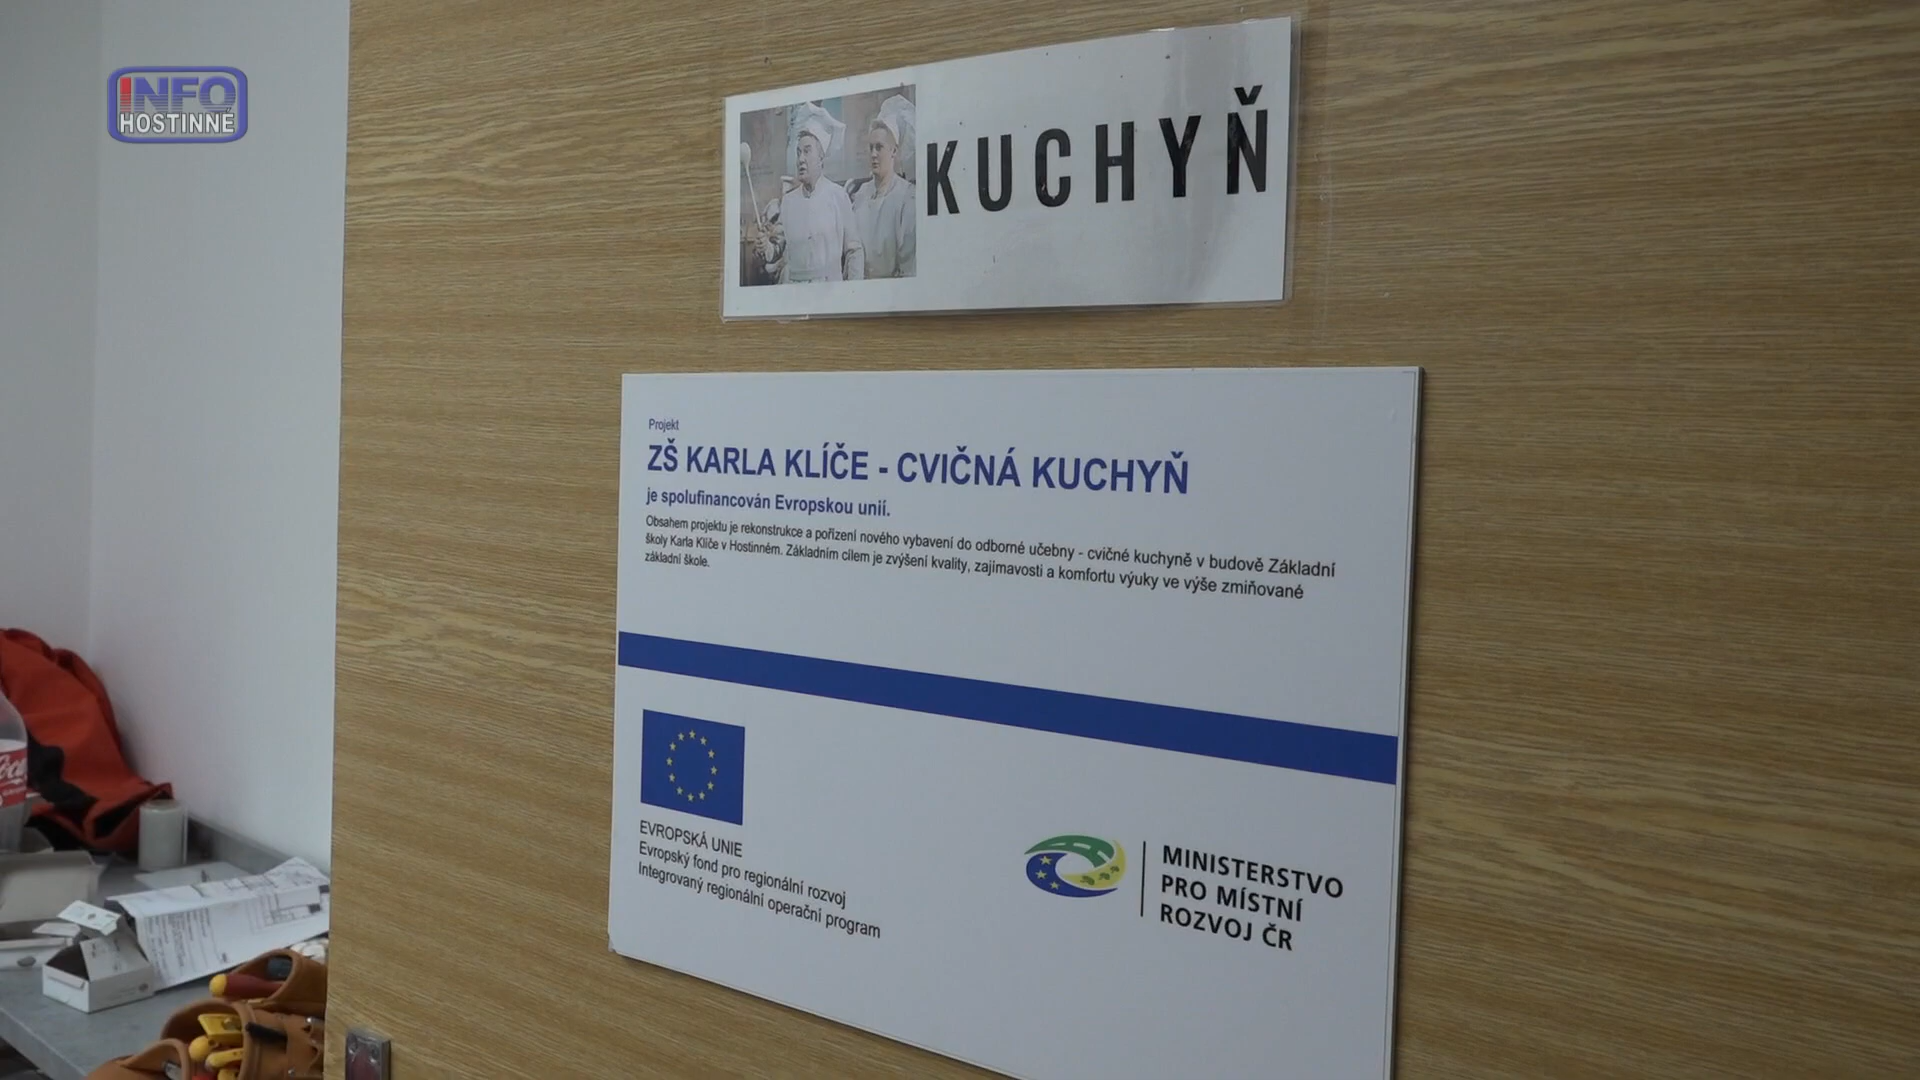 INFO
HOSTINNÉ
KUCHYŇ
Projekt
ZŠ KARLA KLÍČE - CVIČNÁ KUCHYŇ
je spolufinancován Evropskou unií.
Obsahem projektu je rekonstrukce a pořízení nového vybavení do odborné učebny - cvičné kuchyně v budově Základní
školy Karla Klíče v Hostinném. Základním cílem je zvýšení kvality, zajímavosti a komfortu výuky ve výše zmiňované
základní škole.
EVROPSKÁ UNIE
Evropský fond pro regionální rozvoj
Integrovaný regionální operační program
MINISTERSTVO
PRO MÍSTNÍ
ROZVOJ ČR